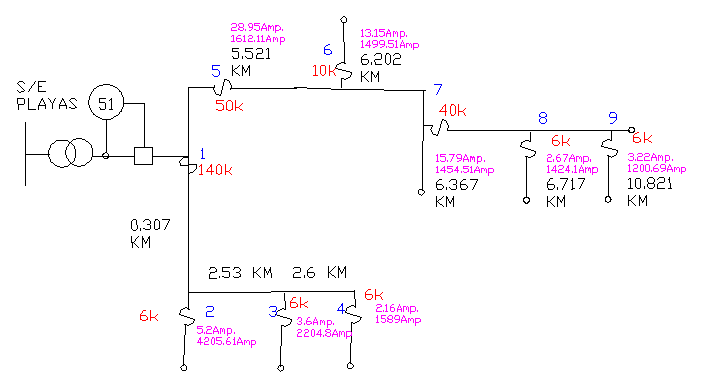 28.95Amp.
1612.11Amp
5.521
KM
5
50k
6
10k
13.15Amp.
1499.51Amp
6.202
KM
7
40k
S/E
PLAYAS
51
1
140k
8
9
6k
6k
15.79Amp.
1454.51Amp
6.367
KM
2.67Amp.
1424.1Amp
6.717
KM
3.22Amp.
1200.69Amp
10.821
KM
0.307
KM
2.53 KM
2.6 KM
6k
2
5.2Amp.
4205.61Amp
6k
3
3.6Amp.
2204.8Amp
6k
4
2.16Amp.
1589Amp